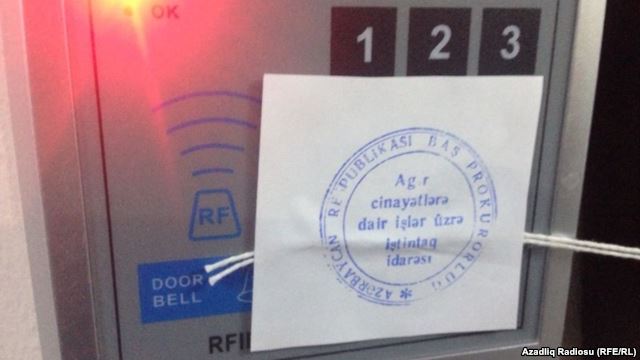 OK
1 2 3
RF
DOOR
BELL
AZƏRBAYCAN RESPUBLİKASI BAŞ PROKURORLUĞU *
Ağır
cinayətlərə
dair işlər üzrə
istintaq
idarəsı
Azadliq Radiosu (RFE/RL)